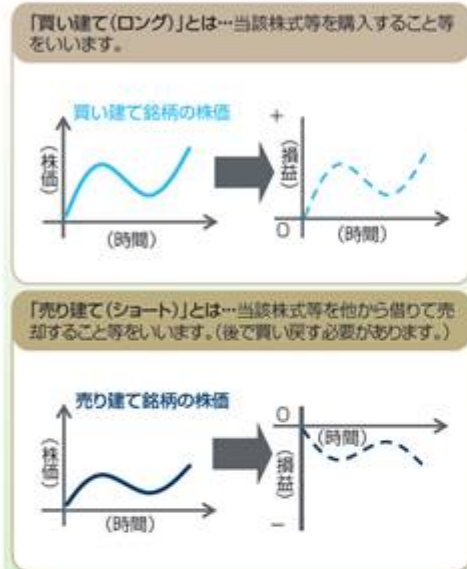 「買い建て(ロング)」とは…当該株式等を購入すること等
をいいます。
買い建て銘柄の株価
(株価)
(時間)
+
(損益)
0
(時間)
「売り建て(ショート)」とは…当該株式等を他から借りて売
却すること等をいいます。(後で買い戻す必要があります。)
売り建て銘柄の株価
(株価)
(時間)
0
(時間)
(損益)
−